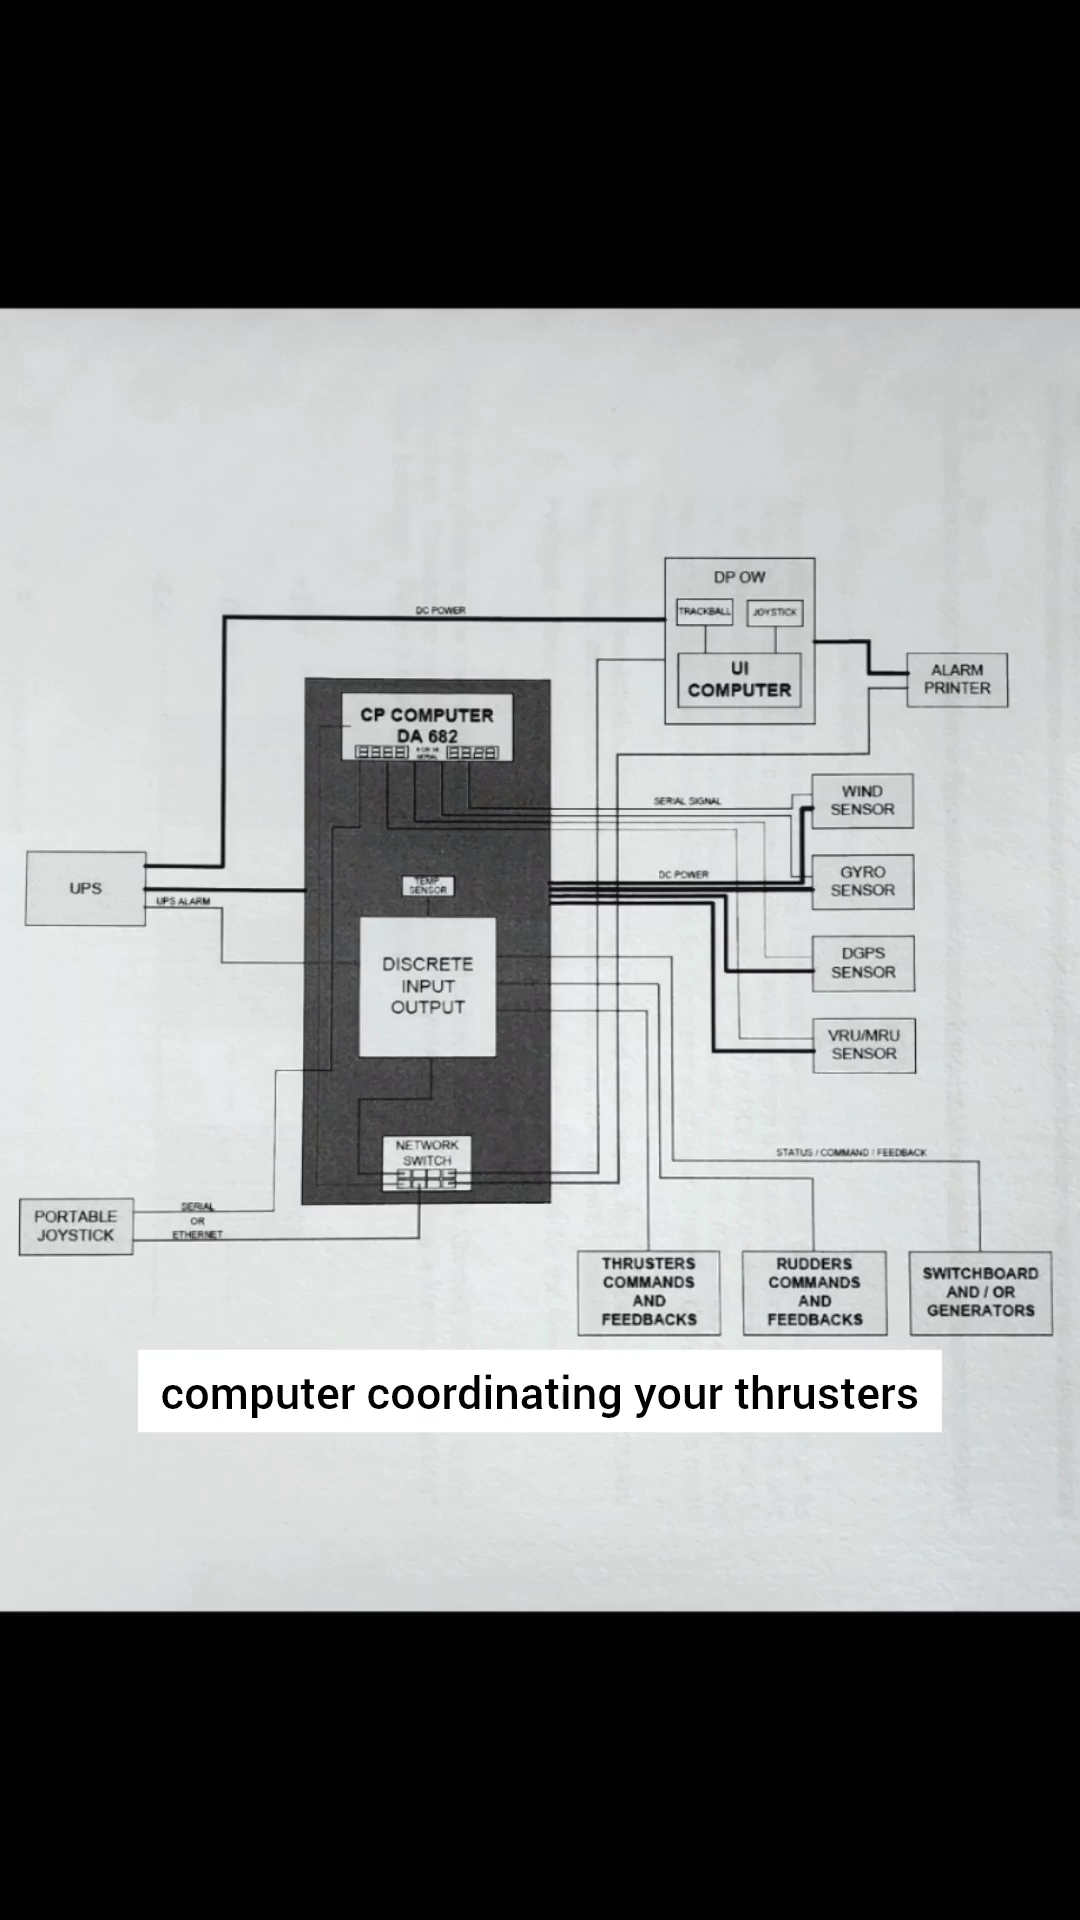 DP OW
TRACKBALL
JOYSTICK
UI
COMPUTER
DC POWER
ALARM
PRINTER
CP COMPUTER
DA 682
SERIAL
SERIAL SIGNAL
WIND
SENSOR
UPS
UPS ALARM
TEMP
SENSOR
DC POWER
GYRO
SENSOR
DISCRETE
INPUT
OUTPUT
DGPS
SENSOR
VRU/MRU
SENSOR
NETWORK
SWITCH
STATUS / COMMAND / FEEDBACK
PORTABLE
JOYSTICK
SERIAL
OR
ETHERNET
THRUSTERS
COMMANDS
AND
FEEDBACKS
RUDDERS
COMMANDS
AND
FEEDBACKS
SWITCHBOARD
AND / OR
GENERATORS
computer coordinating your thrusters